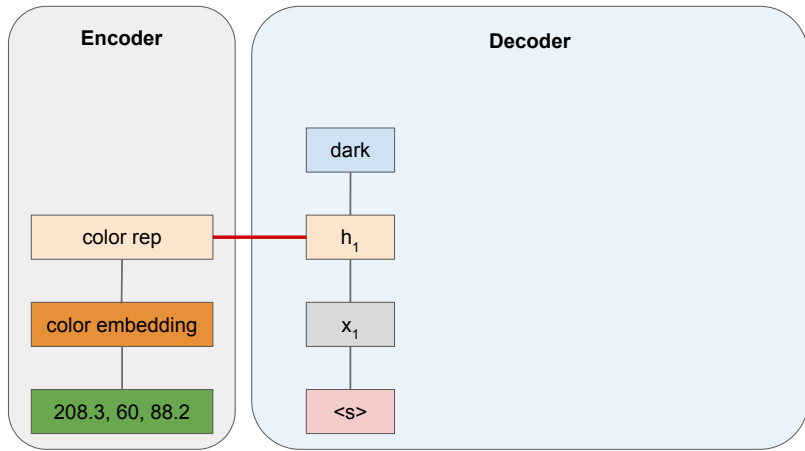 Encoder
color rep
color embedding
208.3, 60, 88.2
Decoder
dark
h₁
x₁
<s>